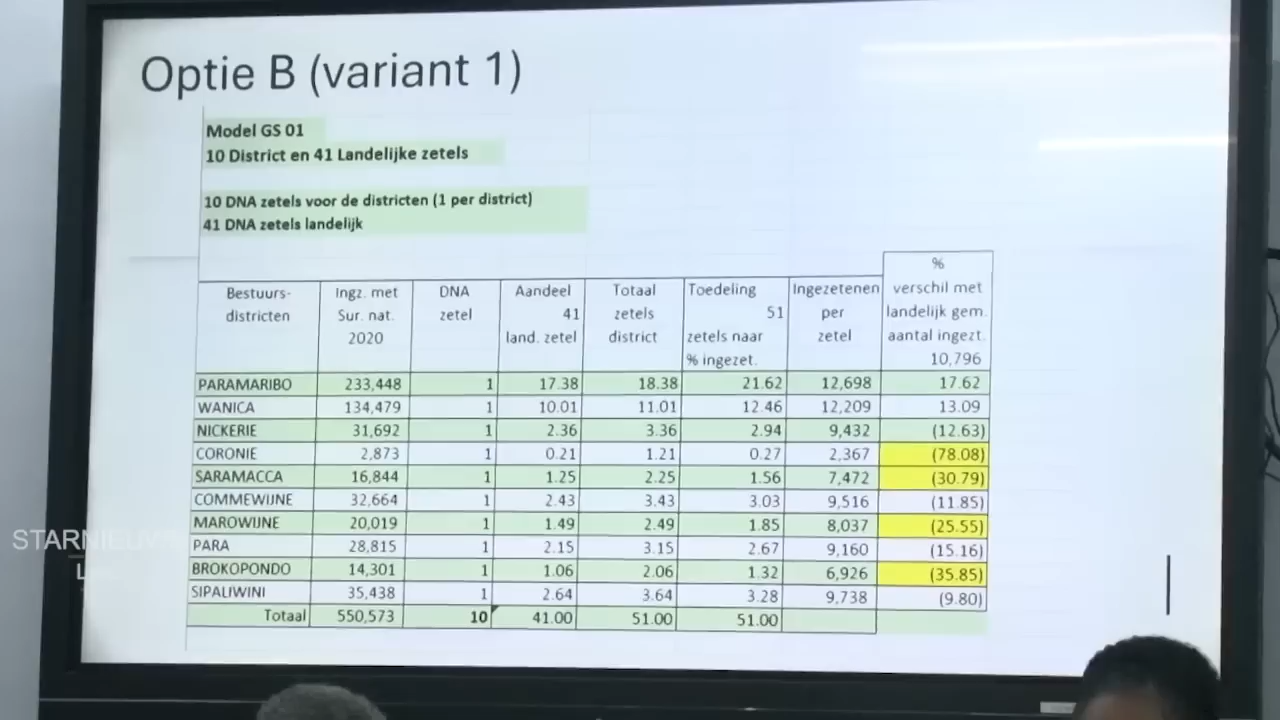 Optie B (variant 1)
Model GS 01
10 District en 41 Landelijke zetels
10 DNA zetels voor de districten (1 per district)
41 DNA zetels landelijk
Bestuurs- districten | Ingz. met Sur. nat. 2020 | DNA zetel | Aandeel 41 land. zetel | Totaal zetels district | Toedeling 51 zetels naar % ingezet. | Ingezetenen per zetel | % verschil met landelijk gem. aantal ingezt. 10,796
PARAMARIBO 233,448 1 17.38 18.38 21.62 12,698 17.62
WANICA 134,479 1 10.01 11.01 12.46 12,209 13.09
NICKERIE 31,692 1 2.36 3.36 2.94 9,432 (12.63)
CORONIE 2,873 1 0.21 1.21 0.27 2,367 (78.08)
SARAMACCA 16,844 1 1.25 2.25 1.56 7,472 (30.79)
COMMEWIJNE 32,664 1 2.43 3.43 3.03 9,516 (11.85)
MAROWIJNE 20,019 1 1.49 2.49 1.85 8,037 (25.55)
PARA 28,815 1 2.15 3.15 2.67 9,160 (15.16)
BROKOPONDO 14,301 1 1.06 2.06 1.32 6,926 (35.85)
SIPALIWINI 35,438 1 2.64 3.64 3.28 9,738 (9.80)
Totaal 550,573 10 41.00 51.00 51.00